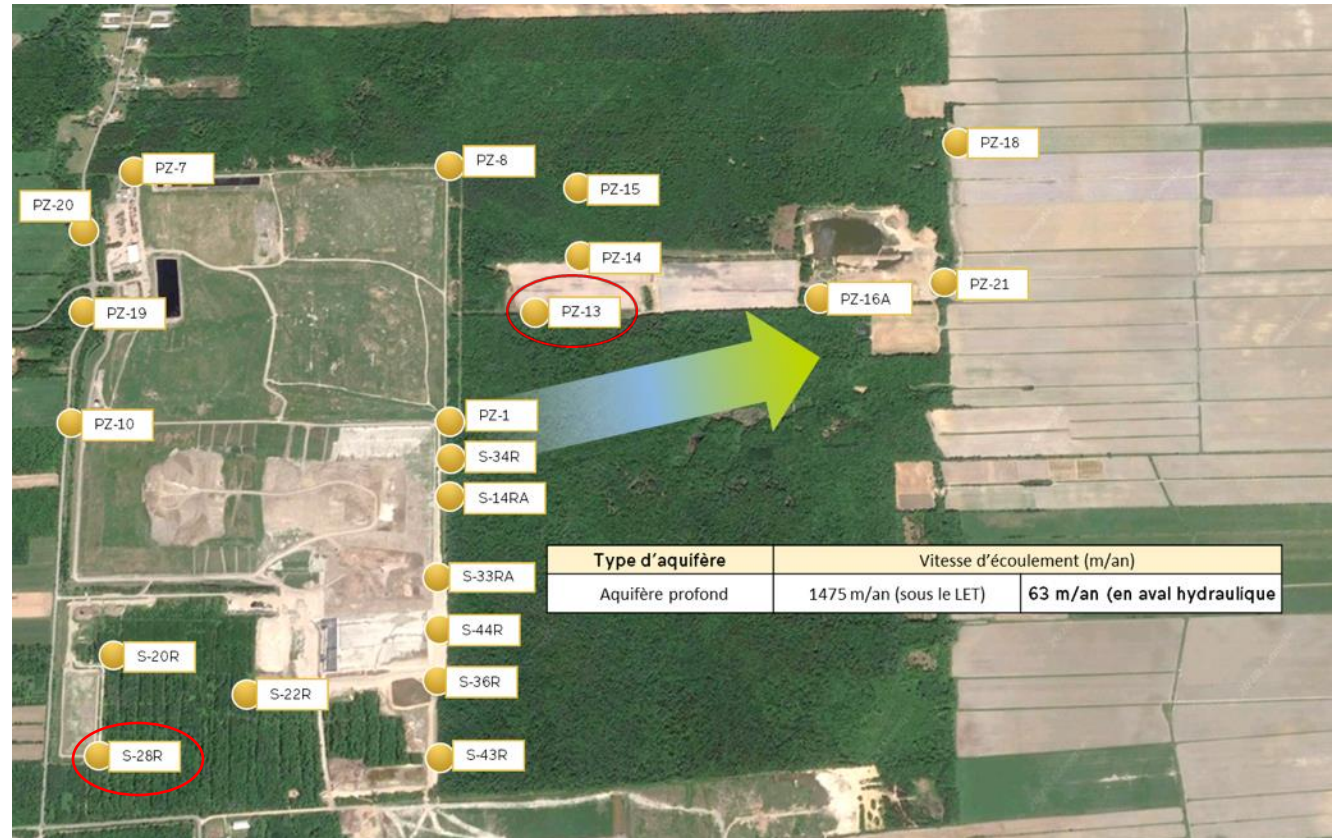 PZ-18
PZ-8
PZ-7
PZ-15
PZ-20
PZ-14
PZ-21
PZ-16A
PZ-19
PZ-13
PZ-1
PZ-10
S-34R
S-14RA
Type d'aquifère Vitesse d'écoulement (m/an)
Aquifère profond 1475 m/an (sous le LET) 63 m/an (en aval hydraulique
S-33RA
S-44R
S-20R
S-36R
S-22R
S-28R
S-43R